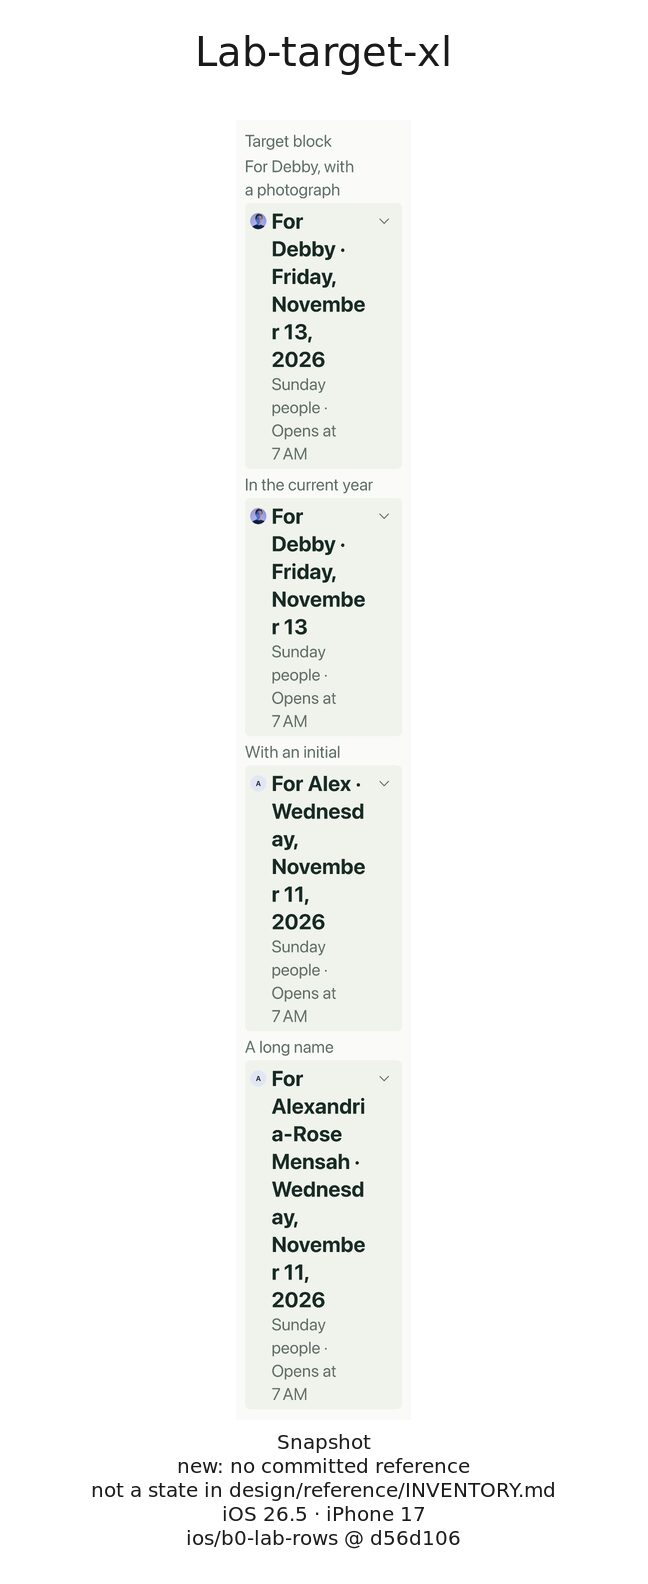 Lab-target-xl
Target block
For Debby, with
a photograph
For
Debby ·
Friday,
Novembe
r 13,
2026
Sunday
people ·
Opens at
7 AM
In the current year
For
Debby ·
Friday,
Novembe
r 13
Sunday
people ·
Opens at
7 AM
With an initial
A For Alex ·
Wednesd
ay,
Novembe
r 11,
2026
Sunday
people ·
Opens at
7 AM
A long name
A For
Alexandri
a-Rose
Mensah ·
Wednesd
ay,
Novembe
r 11,
2026
Sunday
people ·
Opens at
7 AM
Snapshot
new: no committed reference
not a state in design/reference/INVENTORY.md
iOS 26.5 · iPhone 17
ios/b0-lab-rows @ d56d106